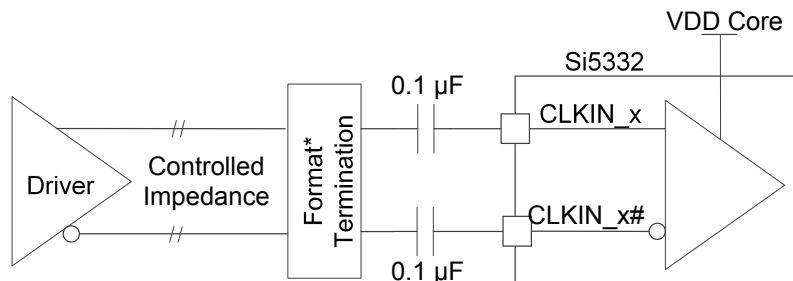 VDD Core
Si5332
0.1 µF
CLKIN_x
Driver
Controlled
Impedance
Format*
Termination
CLKIN_x#
0.1 µF